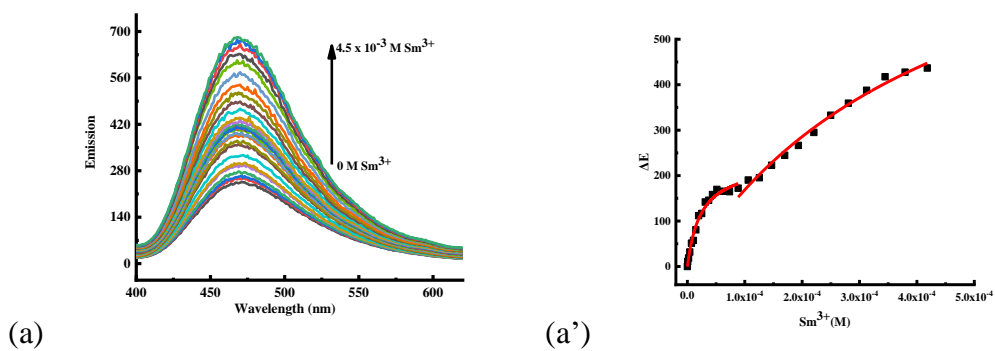 700
560
420
280
140
0
Emission
4.5 x 10⁻³ M Sm³⁺
0 M Sm³⁺
400 450 500 550 600
Wavelength (nm)
(a)
500
400
300
200
100
0
ΔE
0.0 1.0x10⁻⁴ 2.0x10⁻⁴ 3.0x10⁻⁴ 4.0x10⁻⁴ 5.0x10⁻⁴
Sm³⁺(M)
(a’)